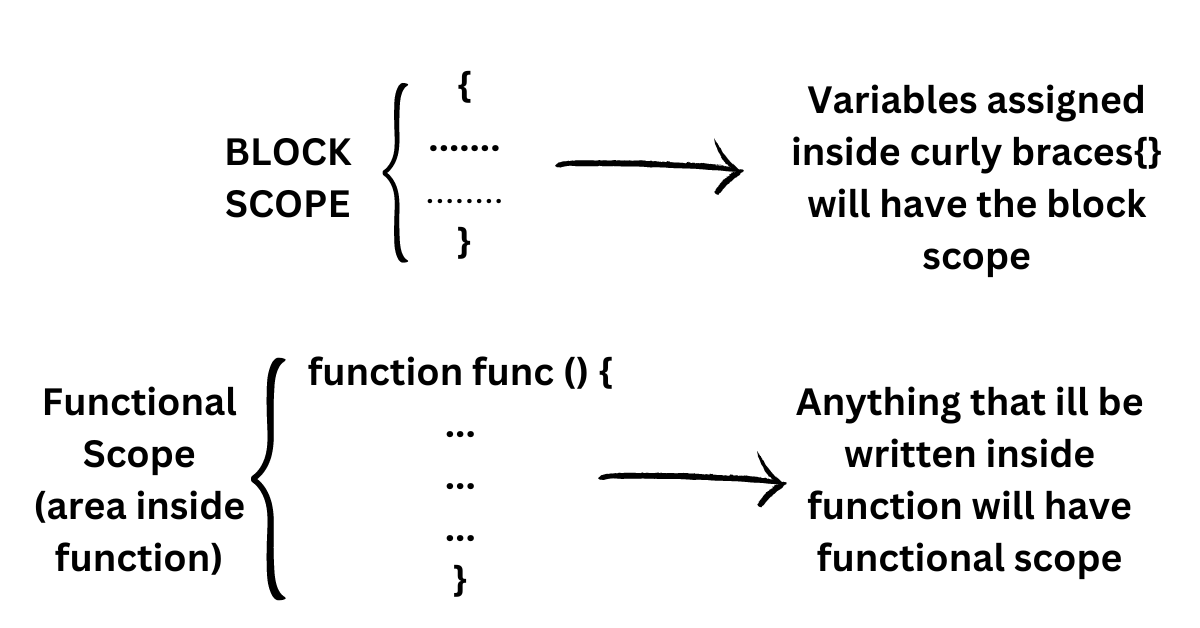 BLOCK
SCOPE
{
.......
........
}
Variables assigned
inside curly braces{}
will have the block
scope
Functional
Scope
(area inside
function)
function func () {
...
...
...
}
Anything that ill be
written inside
function will have
functional scope